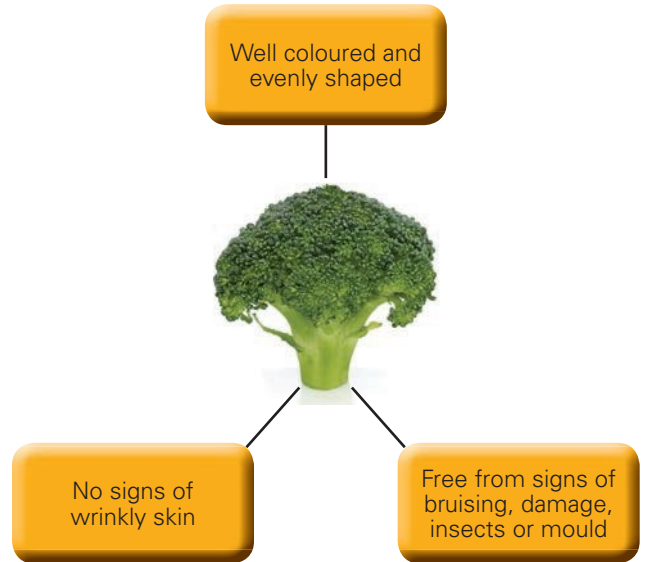 Well coloured and
evenly shaped
No signs of
wrinkly skin
Free from signs of
bruising, damage,
insects or mould